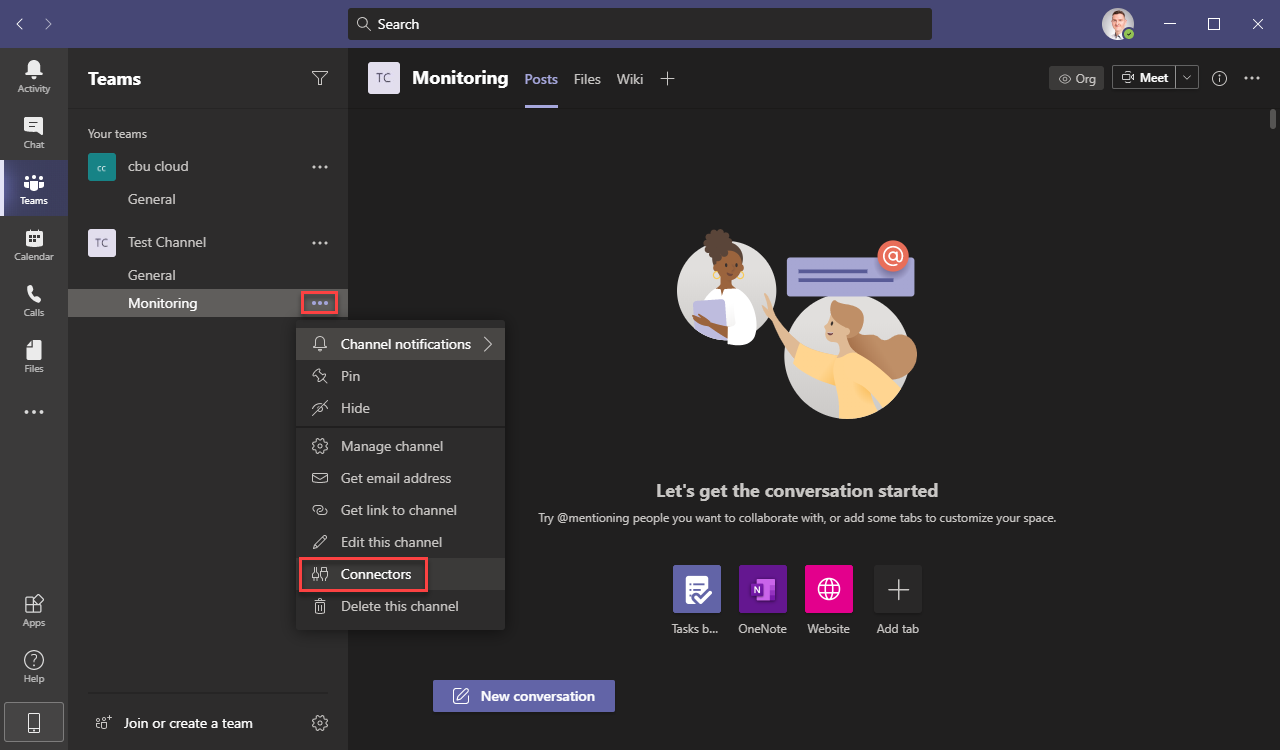 Search
Activity
Chat
Teams
Calendar
Calls
Files
Apps
Help
Teams
Your teams
cc cbu cloud
General
TC Test Channel
General
Monitoring
Channel notifications
Pin
Hide
Manage channel
Get email address
Get link to channel
Edit this channel
Connectors
Delete this channel
Join or create a team
TC Monitoring Posts Files Wiki
Org Meet
@
Let's get the conversation started
Try @mentioning people you want to collaborate with, or add some tabs to customize your space.
N
Tasks b... OneNote Website Add tab
New conversation